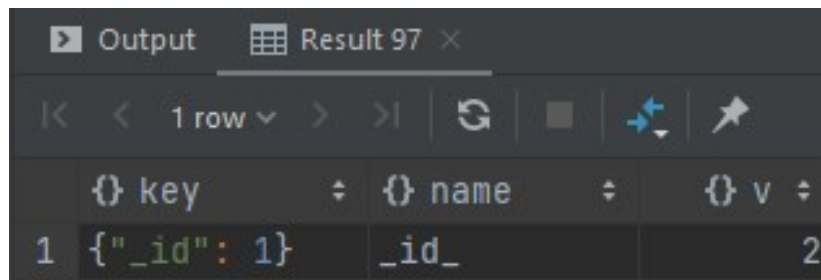 Output Result 97
1 row
{} key {} name {} v
1 {"_id": 1} _id_ 2